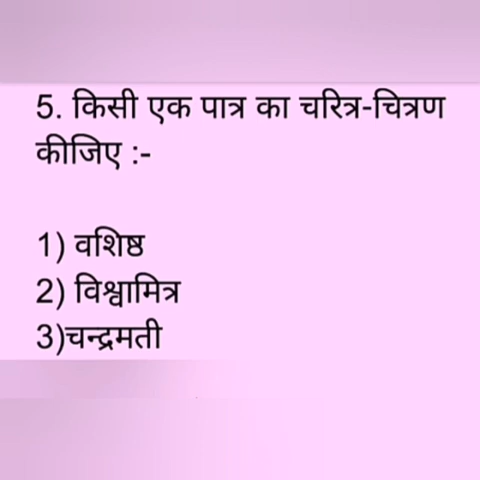 5. किसी एक पात्र का चरित्र-चित्रण
कीजिए :-
1) वशिष्ठ
2) विश्वामित्र
3)चन्द्रमती